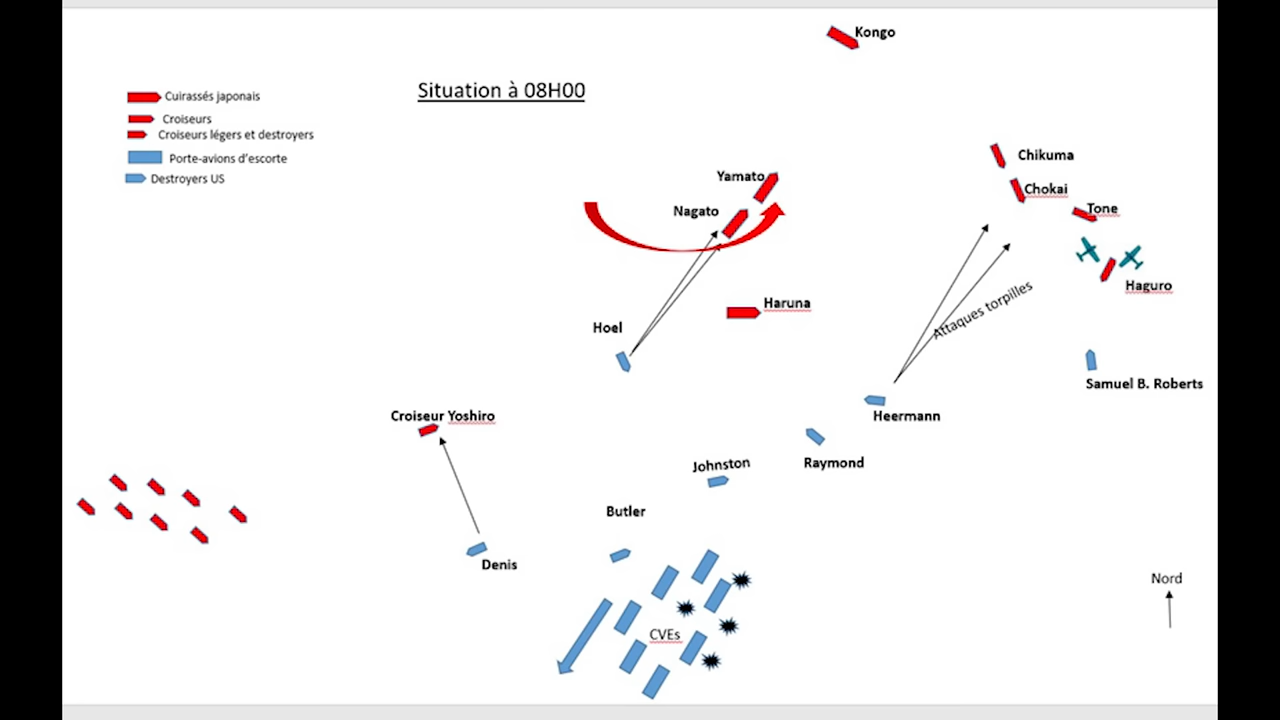 Kongo
Situation à 08H00
Cuirassés japonais
Croiseurs
Croiseurs légers et destroyers
Porte-avions d'escorte
Destroyers US
Chikuma
Yamato
Chokai
Nagato
Tone
Haguro
Haruna
Attaques torpilles
Hoel
Samuel B. Roberts
Croiseur Yoshiro
Heermann
Johnston
Raymond
Butler
Denis
Nord
CVEs